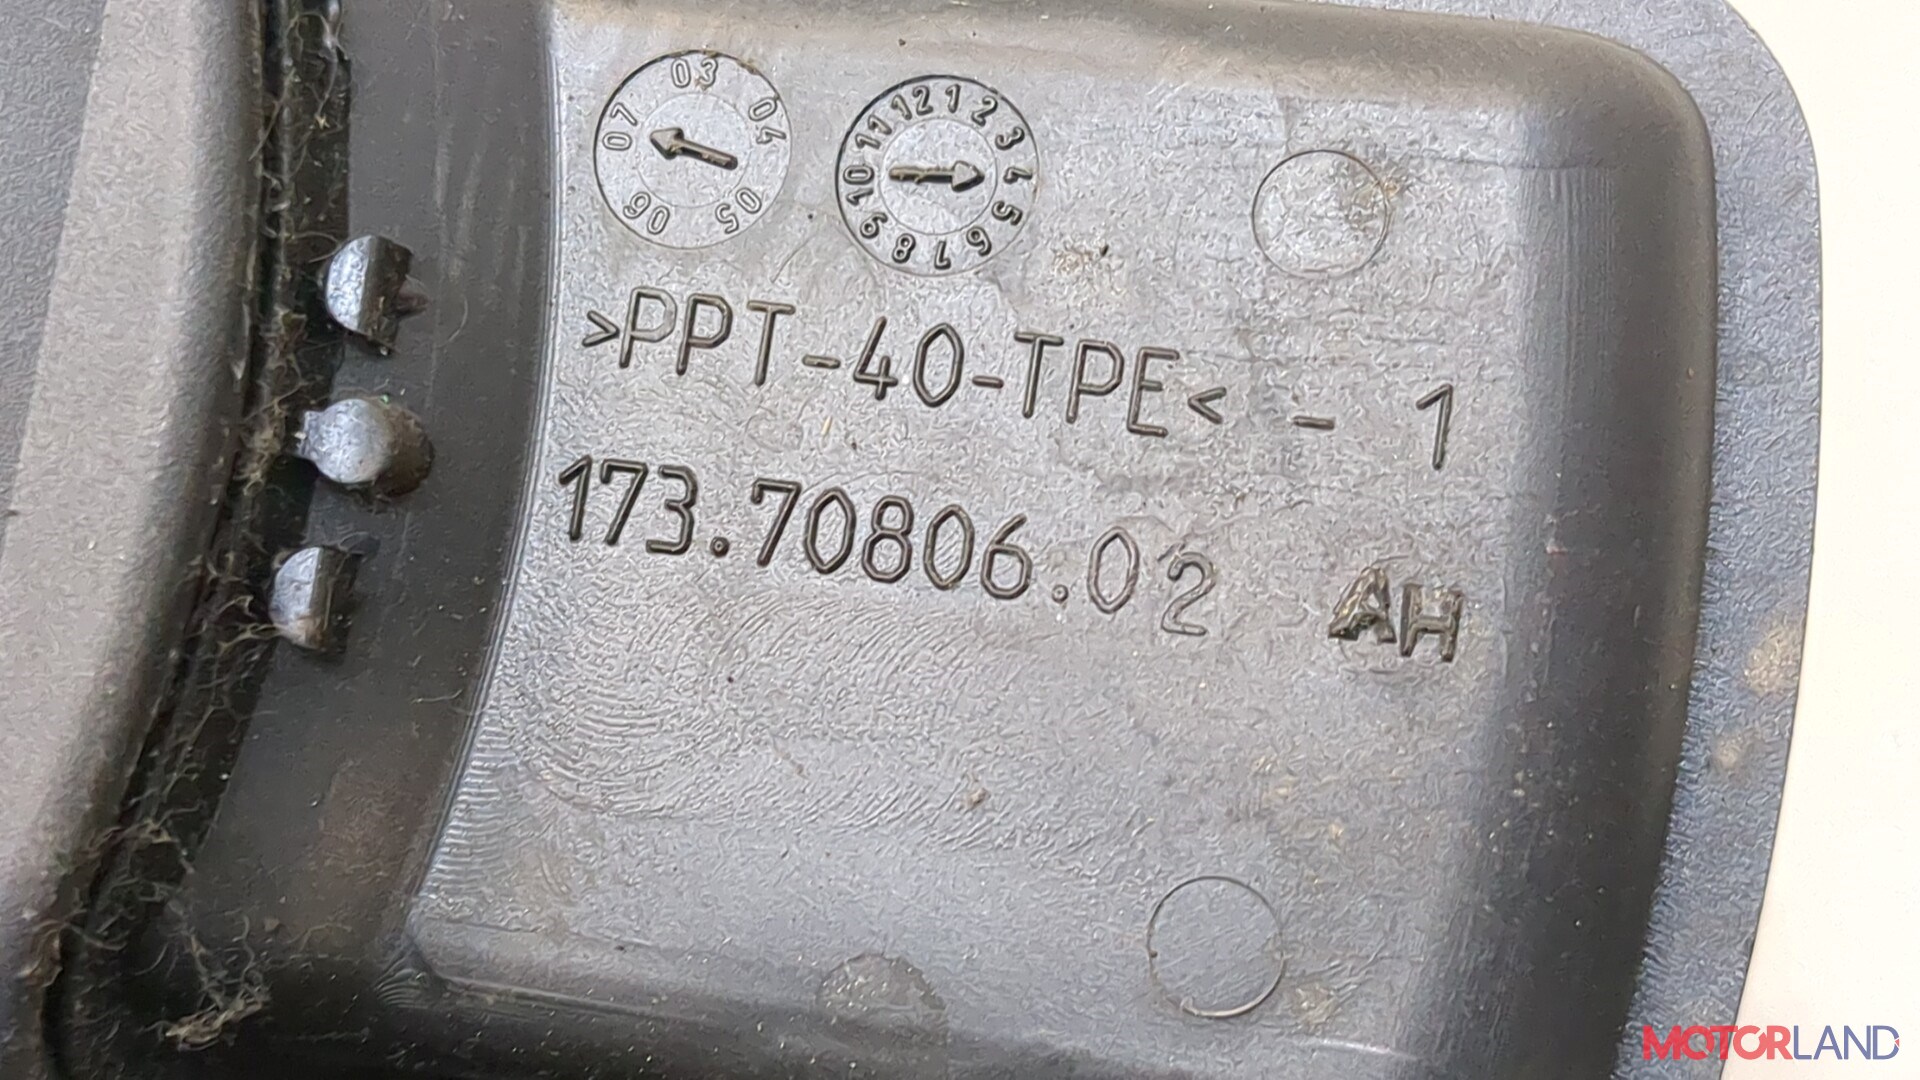 03 04 05 06 07
12 1 2 3 4 5 6 7 8 9 10 11
>PPT-40-TPE< - 1
173.70806.02 AH
MOTORLAND